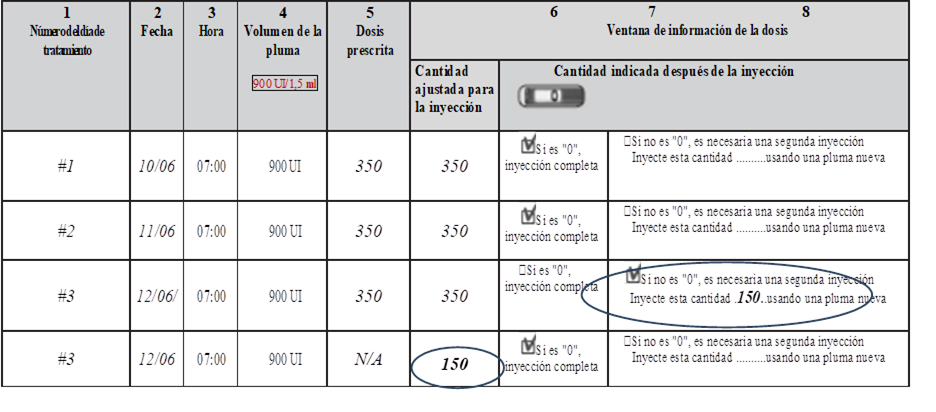 1 2 3 4 5 6 7 8
Número del día de tratamiento
Fecha
Hora
Volumen de la pluma
900 UI/1,5 ml
Dosis prescrita
Ventana de información de la dosis
Cantidad ajustada para la inyección
Cantidad indicada después de la inyección
0
#1 10/06 07:00 900 UI 350 350
Si es "0", inyección completa
Si no es "0", es necesaria una segunda inyección
Inyecte esta cantidad ..........usando una pluma nueva
#2 11/06 07:00 900 UI 350 350
Si es "0", inyección completa
Si no es "0", es necesaria una segunda inyección
Inyecte esta cantidad ..........usando una pluma nueva
#3 12/06/ 07:00 900 UI 350 350
Si es "0", inyección completa
Si no es "0", es necesaria una segunda inyección
Inyecte esta cantidad .150..usando una pluma nueva
#3 12/06 07:00 900 UI N/A 150
Si es "0", inyección completa
Si no es "0", es necesaria una segunda inyección
Inyecte esta cantidad ..........usando una pluma nueva